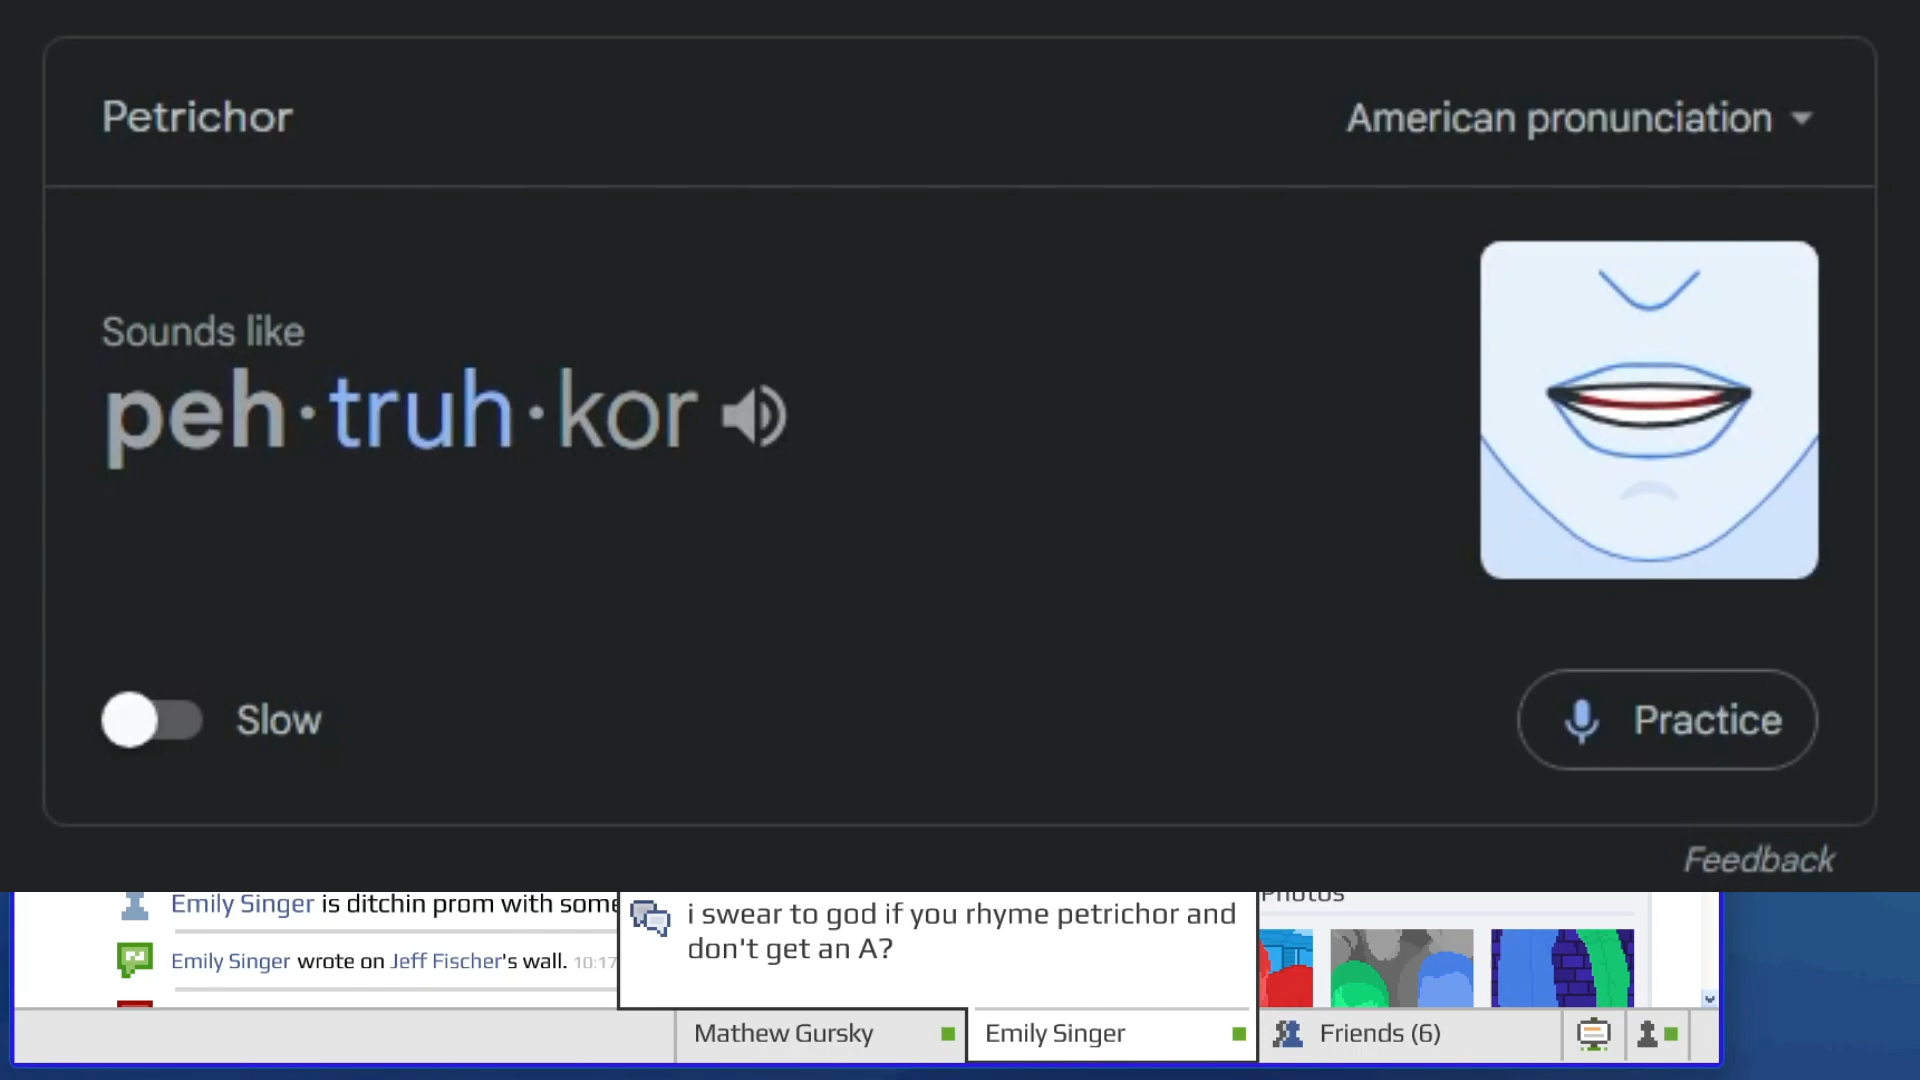 Petrichor
American pronunciation
Sounds like
peh·truh·kor
Slow
Practice
Feedback
Emily Singer is ditchin prom with some
Emily Singer wrote on Jeff Fischer's wall. 10:17
i swear to god if you rhyme petrichor and
don't get an A?
Photos
Mathew Gursky
Emily Singer
Friends (6)